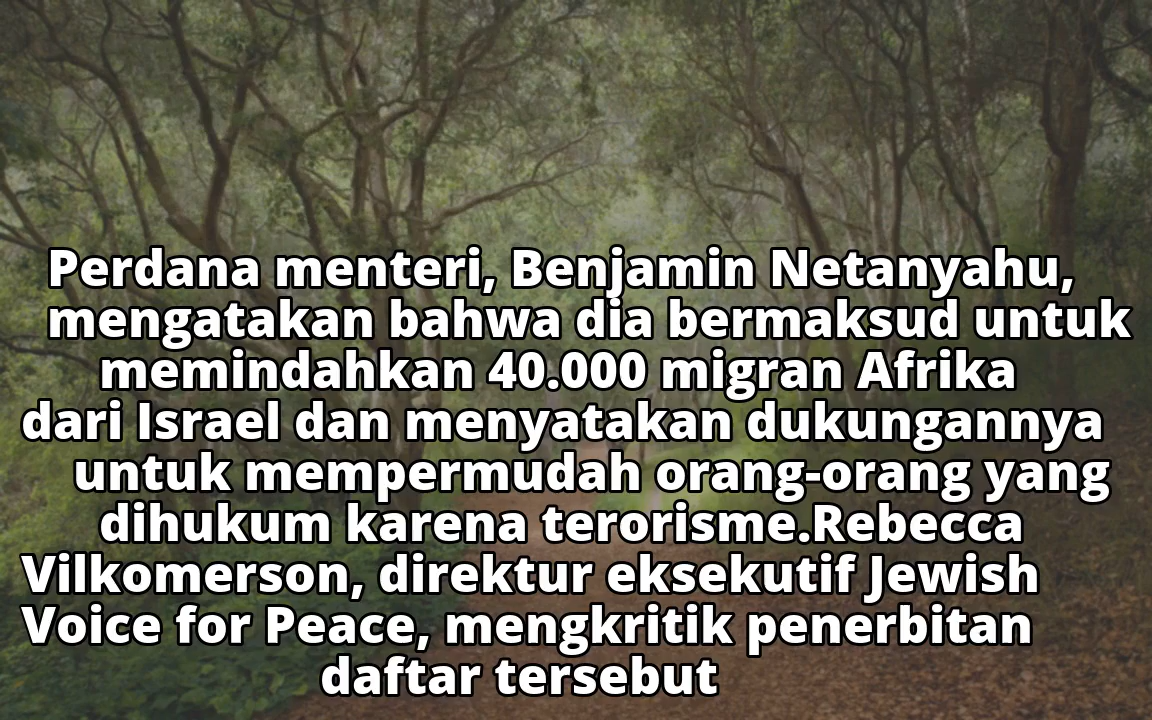 Perdana menteri, Benjamin Netanyahu,
mengatakan bahwa dia bermaksud untuk
memindahkan 40.000 migran Afrika
dari Israel dan menyatakan dukungannya
untuk mempermudah orang-orang yang
dihukum karena terorisme.Rebecca
Vilkomerson, direktur eksekutif Jewish
Voice for Peace, mengkritik penerbitan
daftar tersebut